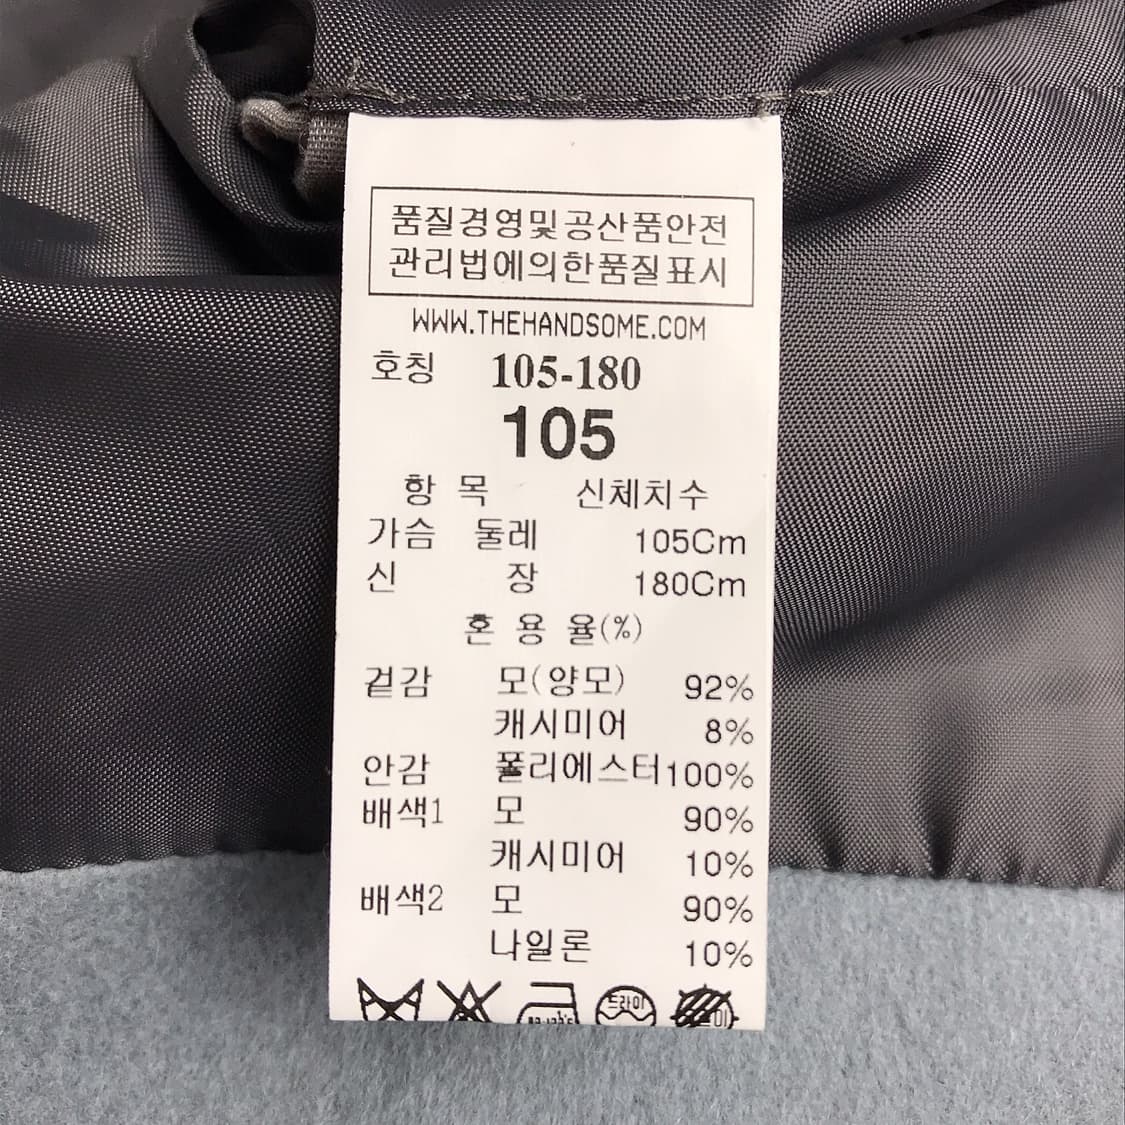 품질경영및공산품안전
관리법에의한품질표시
WWW.THEHANDSOME.COM
호칭 105-180
105
항 목 신체치수
가슴 둘레 105Cm
신 장 180Cm
혼 용 율(%)
겉감 모(양모) 92%
캐시미어 8%
안감 폴리에스터 100%
배색1 모 90%
캐시미어 10%
배색2 모 90%
나일론 10%
드라이